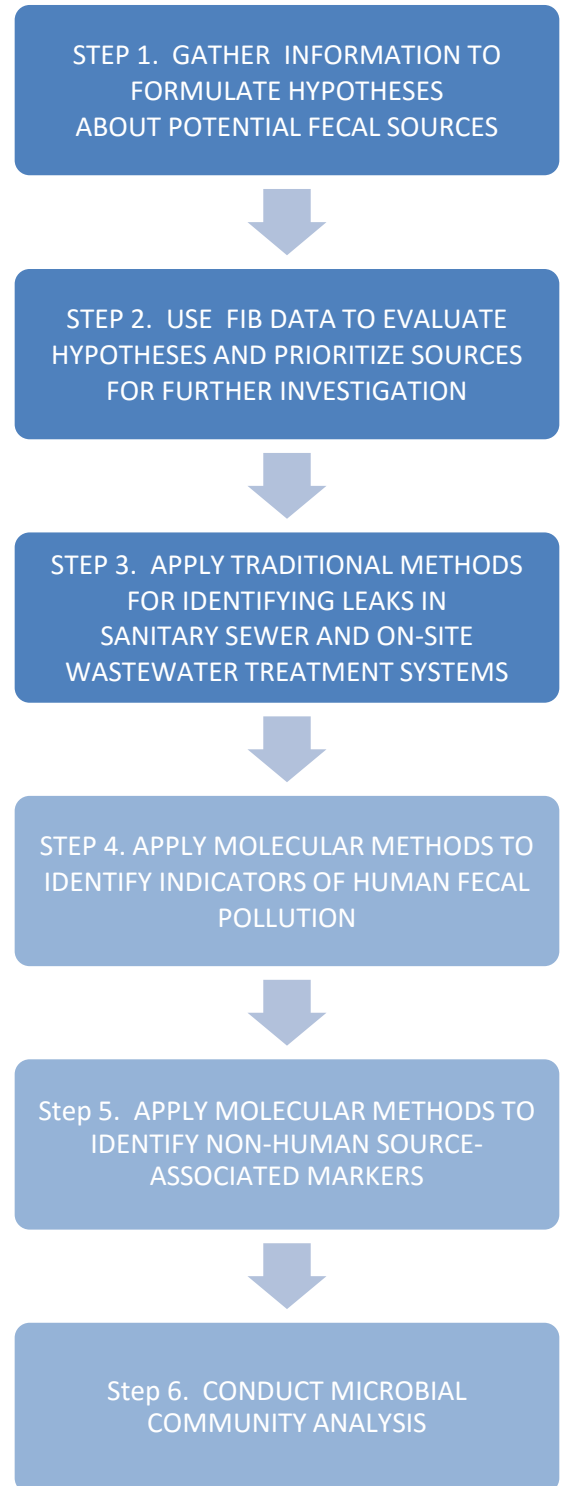 STEP 1.  GATHER  INFORMATION TO
FORMULATE HYPOTHESES
ABOUT POTENTIAL FECAL SOURCES
STEP 2.  USE  FIB DATA TO EVALUATE
HYPOTHESES AND PRIORITIZE SOURCES
FOR FURTHER INVESTIGATION
STEP 3.  APPLY TRADITIONAL METHODS
FOR IDENTIFYING LEAKS IN
SANITARY SEWER AND ON-SITE
WASTEWATER TREATMENT SYSTEMS
STEP 4. APPLY MOLECULAR METHODS TO
IDENTIFY INDICATORS OF HUMAN FECAL
POLLUTION
Step 5.  APPLY MOLECULAR METHODS TO
IDENTIFY NON-HUMAN SOURCE-
ASSOCIATED MARKERS
Step 6.  CONDUCT MICROBIAL
COMMUNITY ANALYSIS